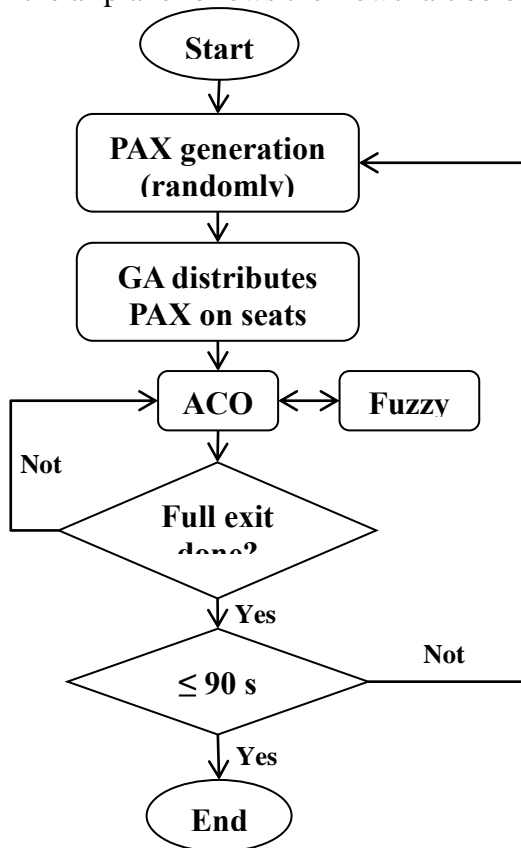 Start
PAX generation
(randomly)
GA distributes
PAX on seats
ACO
Fuzzy
Not
Full exit
done?
Yes
≤ 90 s
Not
Yes
End